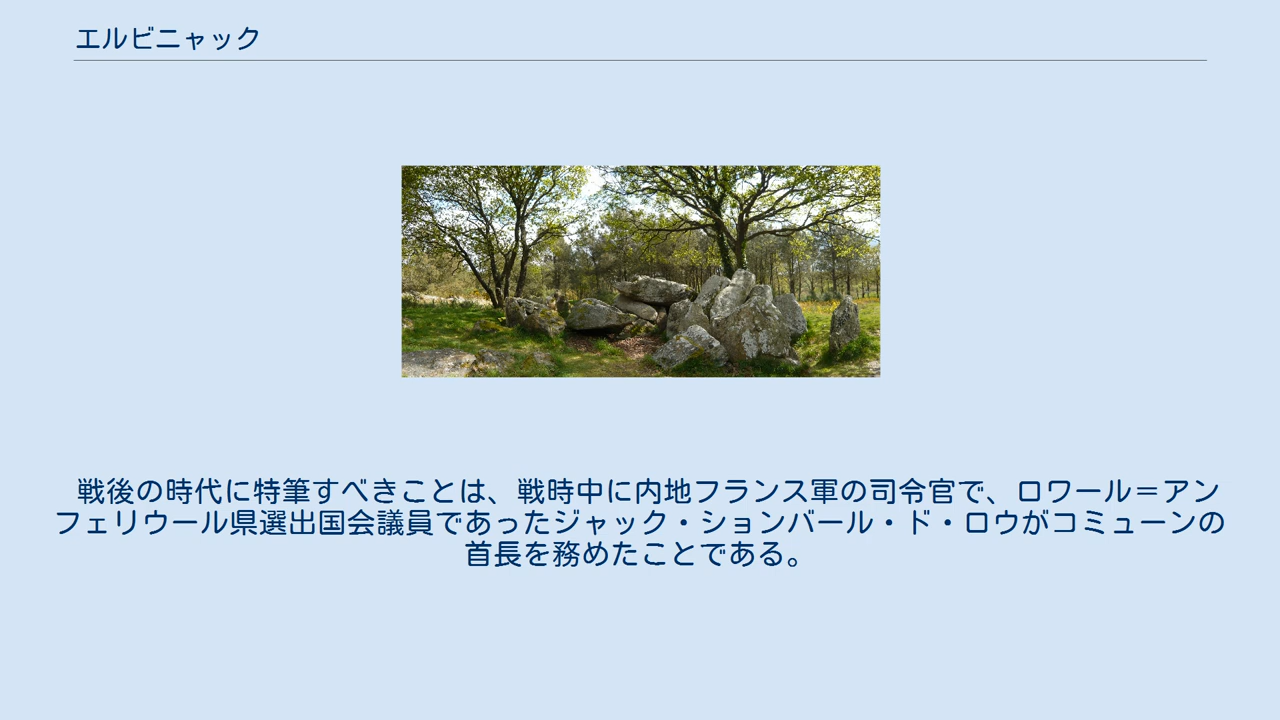 エルビニャック
戦後の時代に特筆すべきことは、戦時中に内地フランス軍の司令官で、ロワール＝アン
フェリウール県選出国会議員であったジャック・ションバール・ド・ロウがコミューンの
首長を務めたことである。